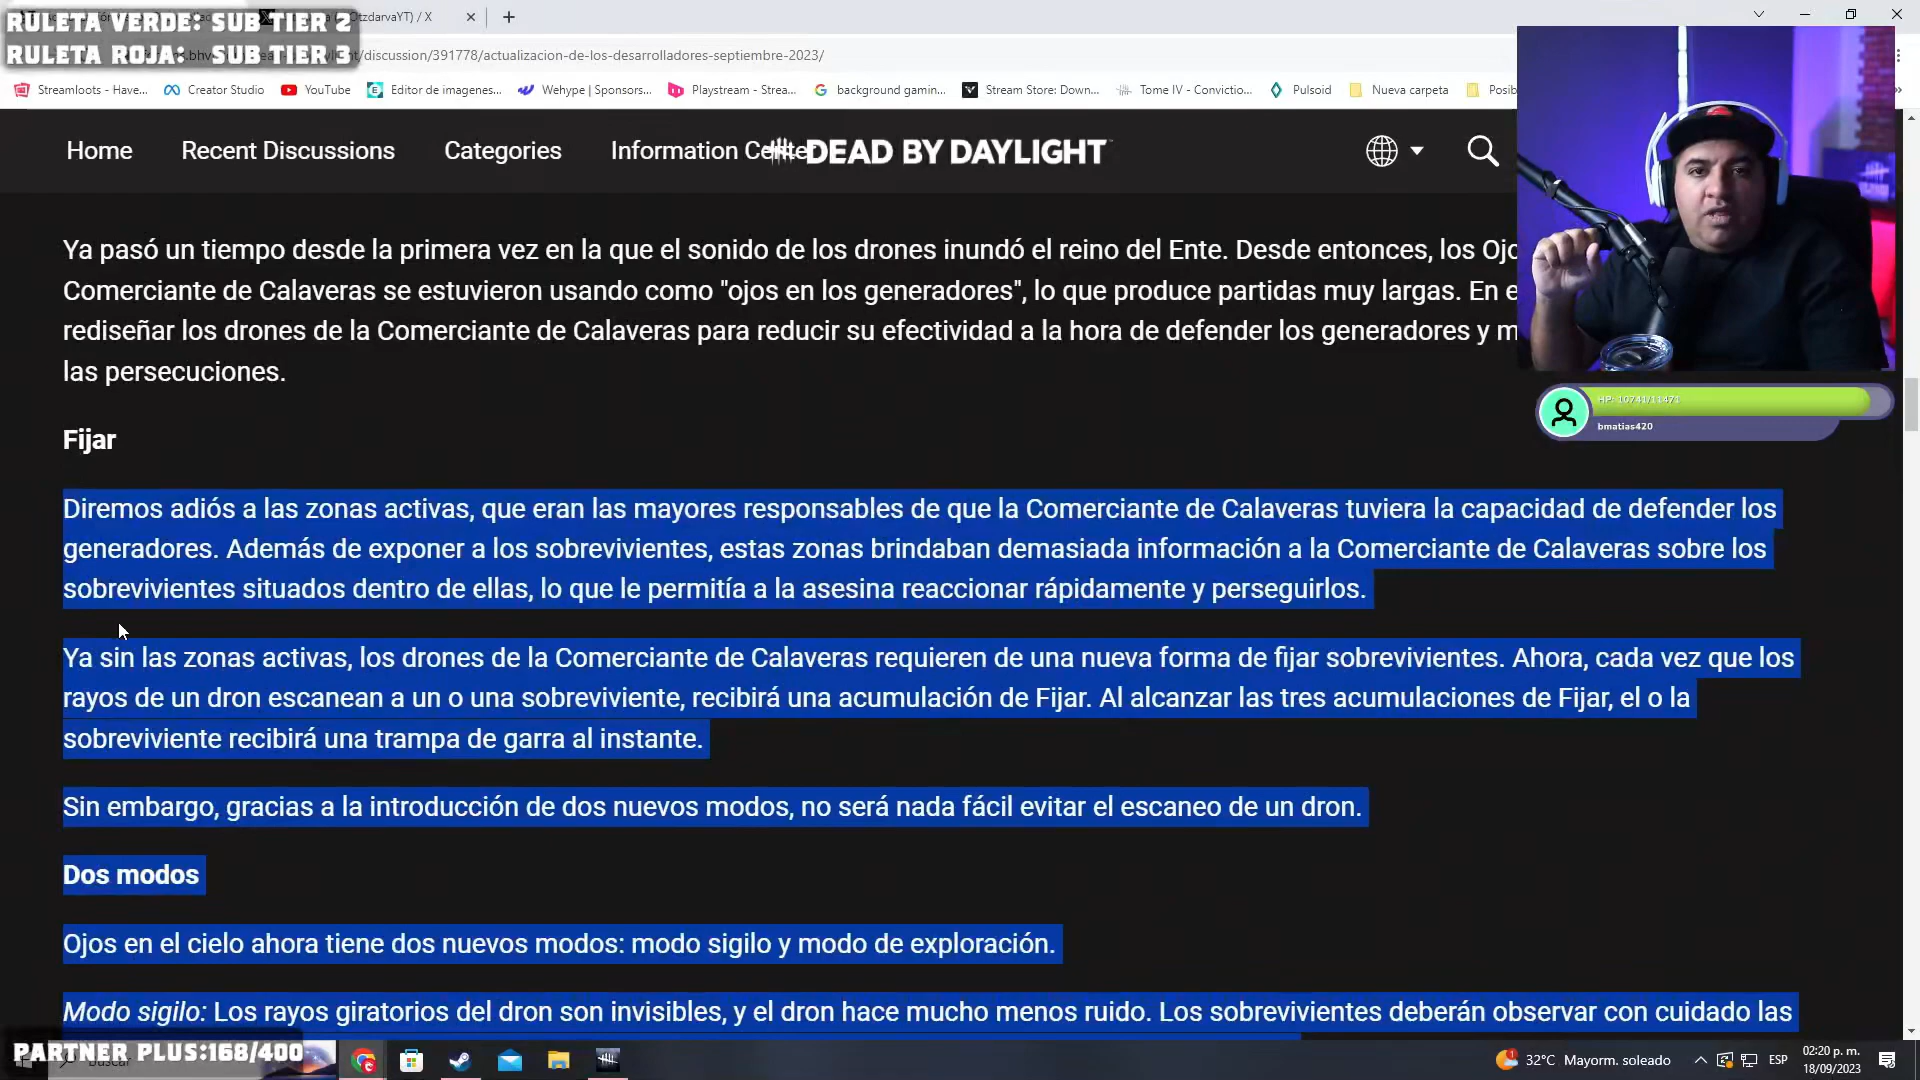 RULETA VERDE: SUB TIER 2
RULETA ROJA: SUB TIER 3
OtzdarvaYT) / X
/discussion/391778/actualizacion-de-los-desarrolladores-septiembre-2023/
Streamloots - Have...
Creator Studio
YouTube
Editor de imagenes...
Wehype | Sponsors...
Playstream - Strea...
background gamin...
Stream Store: Down...
Tome IV - Convictio...
Pulsoid
Nueva carpeta
Posib
Home
Recent Discussions
Categories
Information Center
DEAD BY DAYLIGHT
Ya pasó un tiempo desde la primera vez en la que el sonido de los drones inundó el reino del Ente. Desde entonces, los Ojo
Comerciante de Calaveras se estuvieron usando como "ojos en los generadores", lo que produce partidas muy largas. En e
rediseñar los drones de la Comerciante de Calaveras para reducir su efectividad a la hora de defender los generadores y m
las persecuciones.
Fijar
Diremos adiós a las zonas activas, que eran las mayores responsables de que la Comerciante de Calaveras tuviera la capacidad de defender los
generadores. Además de exponer a los sobrevivientes, estas zonas brindaban demasiada información a la Comerciante de Calaveras sobre los
sobrevivientes situados dentro de ellas, lo que le permitía a la asesina reaccionar rápidamente y perseguirlos.
Ya sin las zonas activas, los drones de la Comerciante de Calaveras requieren de una nueva forma de fijar sobrevivientes. Ahora, cada vez que los
rayos de un dron escanean a un o una sobreviviente, recibirá una acumulación de Fijar. Al alcanzar las tres acumulaciones de Fijar, el o la
sobreviviente recibirá una trampa de garra al instante.
Sin embargo, gracias a la introducción de dos nuevos modos, no será nada fácil evitar el escaneo de un dron.
Dos modos
Ojos en el cielo ahora tiene dos nuevos modos: modo sigilo y modo de exploración.
Modo sigilo: Los rayos giratorios del dron son invisibles, y el dron hace mucho menos ruido. Los sobrevivientes deberán observar con cuidado las
HP: 10741/11471
bmatias420
PARTNER PLUS:168/400
Buscar
32°C Mayorm. soleado
ESP
02:20 p. m.
18/09/2023